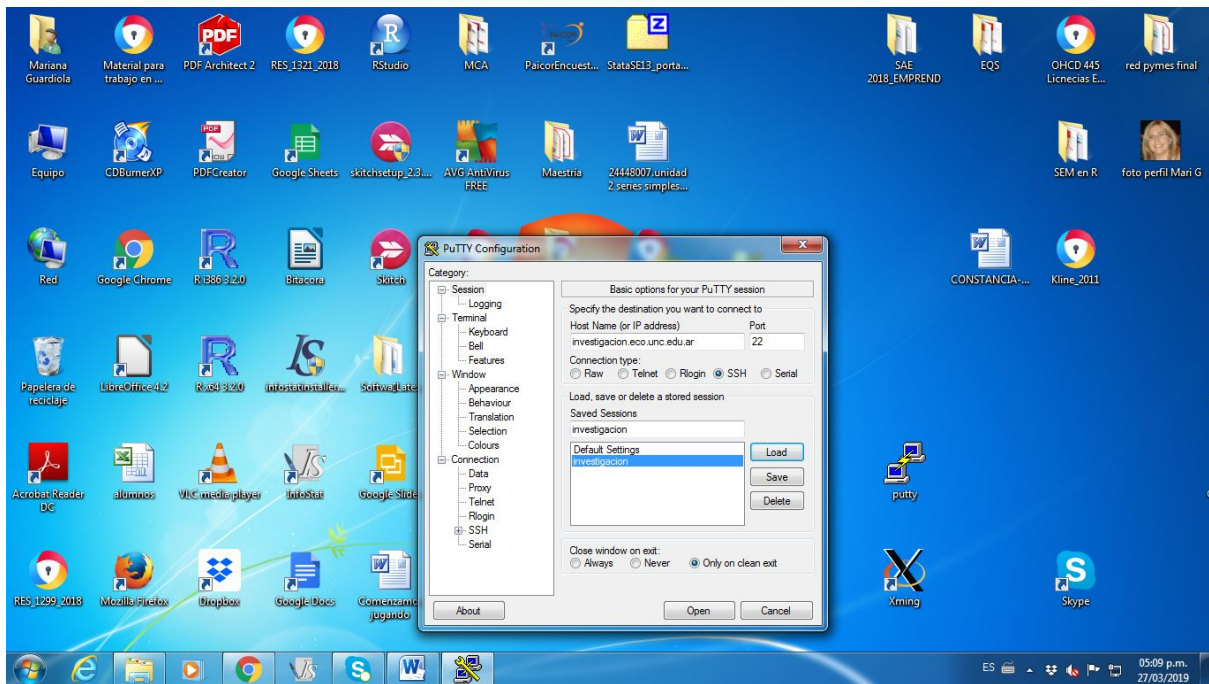 Mariana
Guardiola
Material para
trabajo en ...
PDF
PDF Architect 2
RES_1321_2018
R
RStudio
MCA
PAICOR
PaicorEncuest...
Z
StataSE13_porta...
SAE
2018_EMPREND
EQS
OHCD 445
Licnecias E...
red pymes final
Equipo
CDBurnerXP
PDF
PDFCreator
Google Sheets
skitchsetup_2.3....
AVG AntiVirus
FREE
Maestria
24448007.unidad
2 series simples...
SEM en R
foto perfil Mari G
Red
Google Chrome
R i386 3.2.0
Bitacora
Skitch
CONSTANCIA-...
Kline_2011
Papelera de
reciclaje
LibreOffice 4.2
R x64 3.2.0
infostatinstaller...
Softwa
Late
Acrobat Reader
DC
alumnos
VLC media player
InfoStat
Google Slide
putty
RES_1299_2018
Mozilla Firefox
Dropbox
Google Docs
Comenzamo
jugando
Xming
S
Skype
PuTTY Configuration
Category:
Session
Logging
Terminal
Keyboard
Bell
Features
Window
Appearance
Behaviour
Translation
Selection
Colours
Connection
Data
Proxy
Telnet
Rlogin
SSH
Serial
Basic options for your PuTTY session
Specify the destination you want to connect to
Host Name (or IP address) Port
investigacion.eco.unc.edu.ar 22
Connection type:
Raw Telnet Rlogin SSH Serial
Load, save or delete a stored session
Saved Sessions
investigacion
Default Settings
investigacion
Load
Save
Delete
Close window on exit:
Always Never Only on clean exit
About Open Cancel
ES
05:09 p.m.
27/03/2019